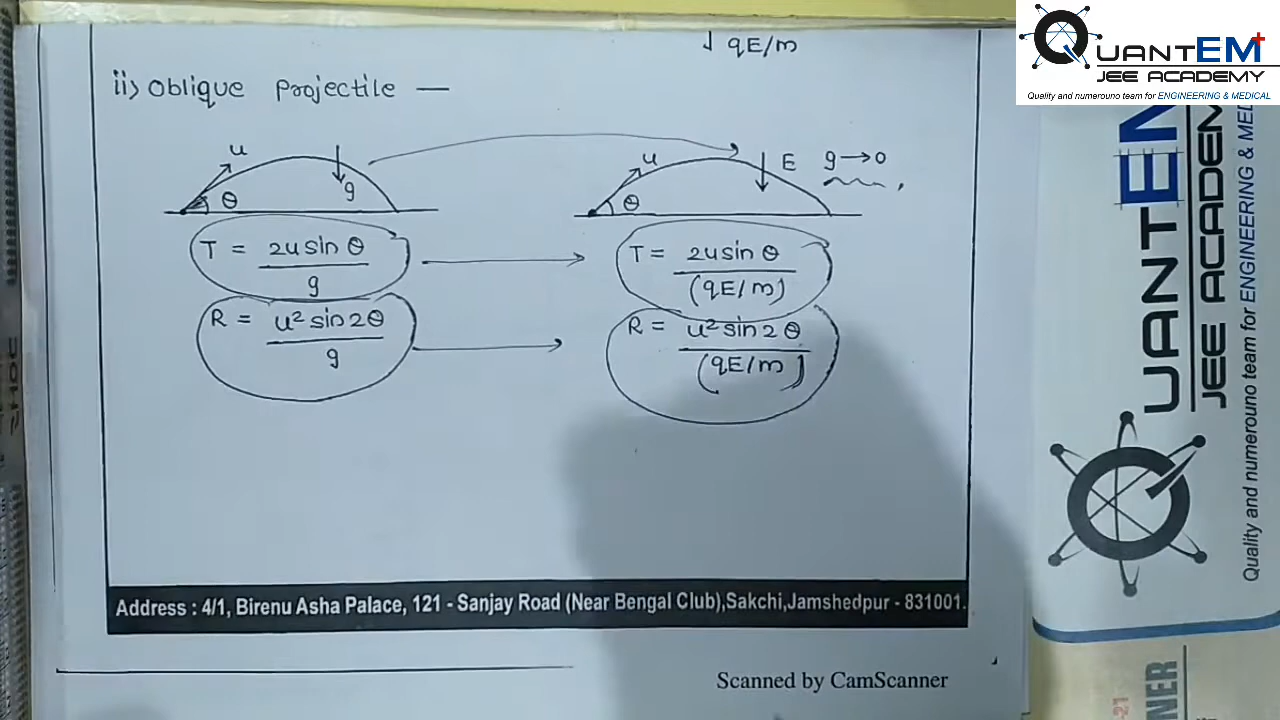 ↓ qE/m
ii) Oblique Projectile —
u
θ
g
u
θ
E
g → 0
T = 2u sin θ / g
T = 2u sin θ / (qE/m)
R = u² sin 2θ / g
R = u² sin 2θ / (qE/m)
Address : 4/1, Birenu Asha Palace, 121 - Sanjay Road (Near Bengal Club),Sakchi,Jamshedpur - 831001.
Scanned by CamScanner
QUANTEM+
JEE ACADEMY
Quality and numerouno team for ENGINEERING & MEDICAL
QUANTEM
JEE ACADEM
Quality and numerouno team for ENGINEERING & MED